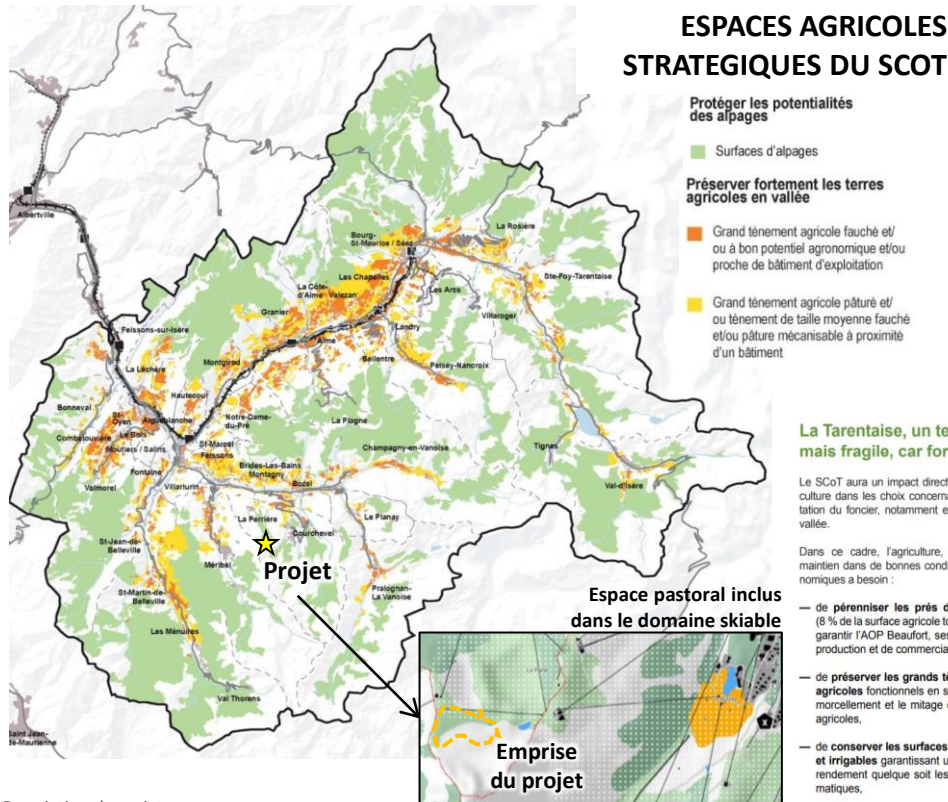 ESPACES AGRICOLES
STRATEGIQUES DU SCOT
Protéger les potentialités
des alpages
Surfaces d'alpages
Préserver fortement les terres
agricoles en vallée
Grand tènement agricole fauché et/
ou à bon potentiel agronomique et/ou
proche de bâtiment d'exploitation
Grand tènement agricole pâturé et/
ou tènement de taille moyenne fauché
et/ou pâture mécanisable à proximité
d'un bâtiment
Albertville
Bourg-
St-Maurice / Séez
La Rosière
Les Chapelles
La Côte-
d'Aime
Valezan
Les Arcs
Ste-Foy-Tarentaise
Villaroger
Granier
Landry
Feissons-sur-Isère
Aime
Bellentre
Peisey-Nancroix
Montgirod
La Léchère
Hautecour
Bonneval
Notre-Dame-
du-Pré
St-
Oyen
Aigueblanche
La Plagne
Combelouvière
Le Bois
St-Marcel
Moutiers / Salins
Feissons
Champagny-en-Vanoise
Tignes
Fontaine
Brides-Les-Bains
Montagny
Bozel
Valmorel
Villarlurin
Val-d'Isère
La Perrière
Le Planay
St-Jean-de-
Belleville
Courchevel
Méribel
Projet
St-Martin-de-
Belleville
Pralognan-
La Vanoise
Les Ménuires
Val Thorens
Saint Jean-
de-Maurienne
Espace pastoral inclus
dans le domaine skiable
Emprise
du projet
La Tarentaise, un te
mais fragilo, car for
Le SCoT aura un impact direct
culture dans les choix concerna
tation du foncier, notamment e
vallée.
Dans ce cadre, l'agriculture,
maintien dans de bonnes condi
nomiques a besoin :
— de pérenniser les prés d
(8 % de la surface agricole to
garantir l'AOP Beaufort, ses
production et de commercia
— de préserver les grands tè
agricoles fonctionnels en s
morcellement et le mitage
agricoles,
— de conserver les surfaces
et irrigables garantissant u
rendement quelque soit les
matiques,